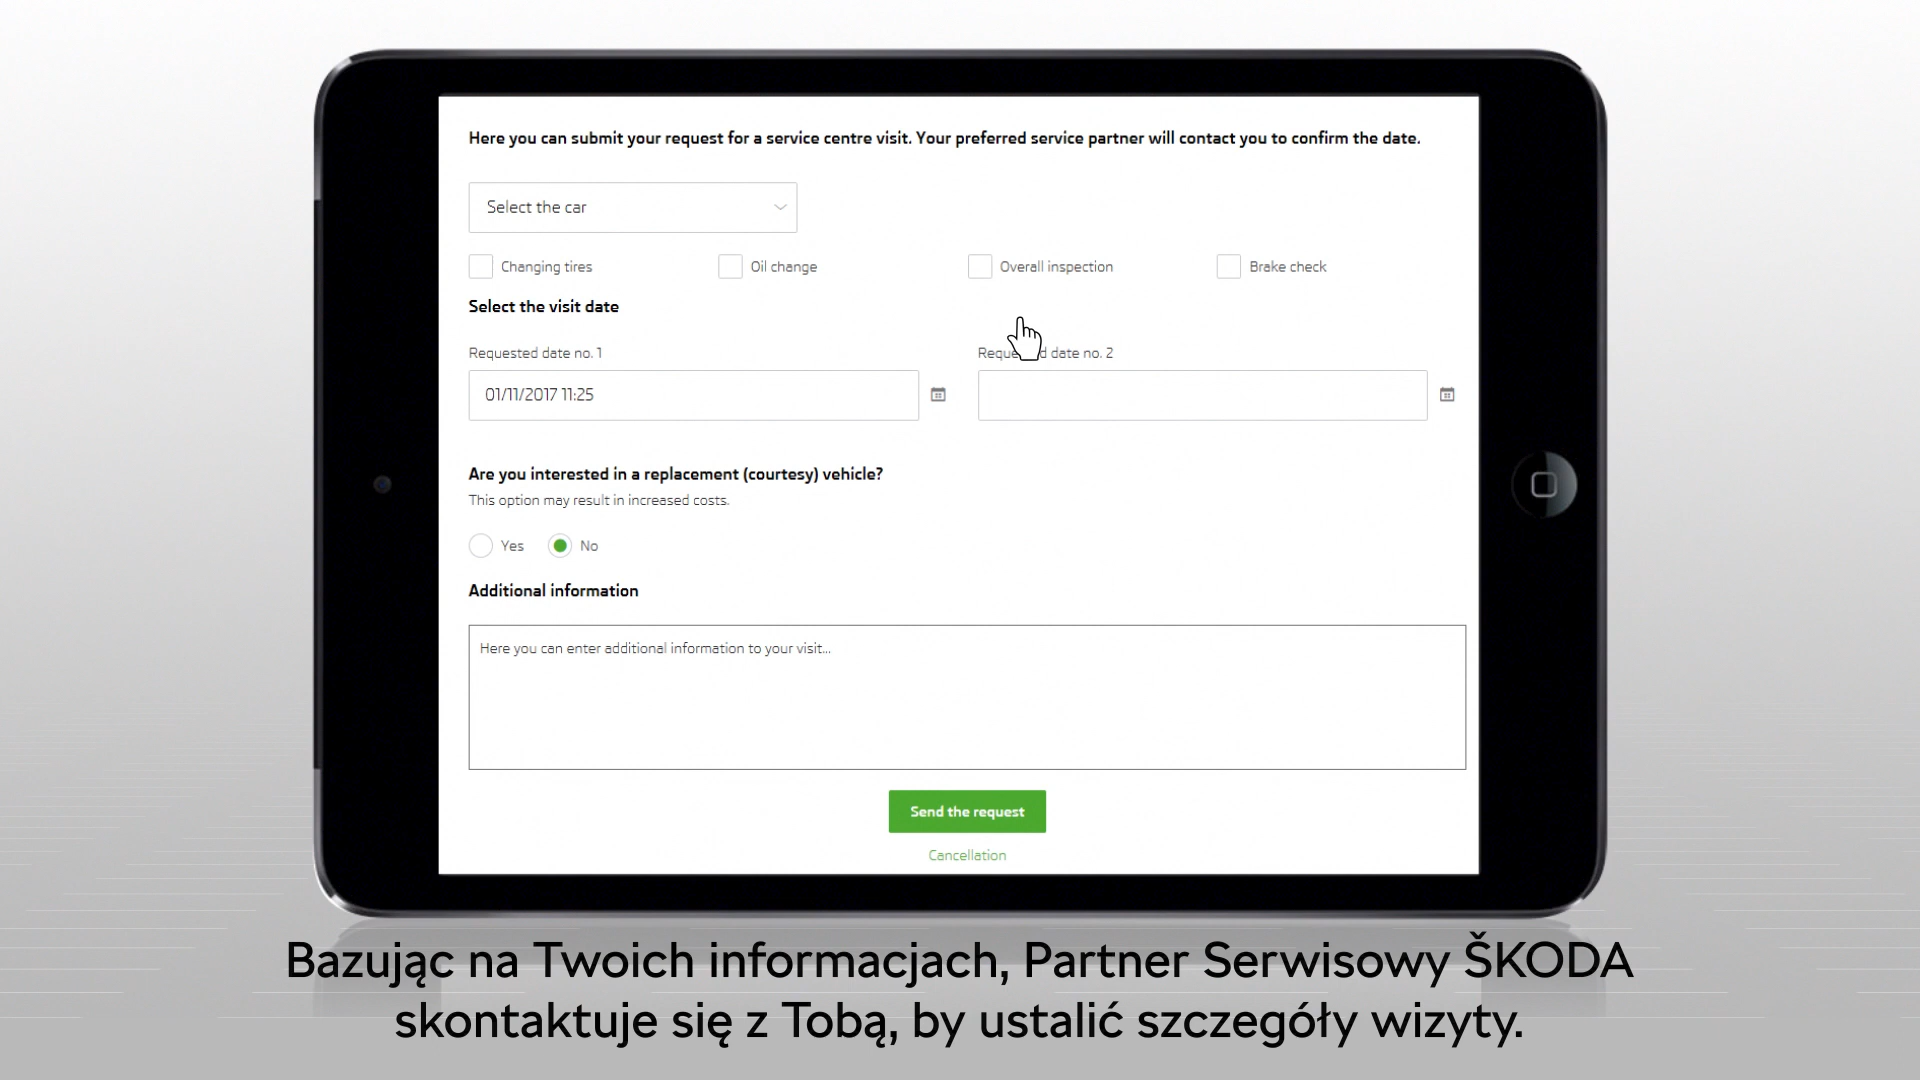 Here you can submit your request for a service centre visit. Your preferred service partner will contact you to confirm the date.
Select the car
Changing tires Oil change Overall inspection Brake check
Select the visit date
Requested date no. 1 Reque d date no. 2
01/11/2017 11:25
Are you interested in a replacement (courtesy) vehicle?
This option may result in increased costs.
Yes No
Additional information
Here you can enter additional information to your visit...
Send the request
Cancellation
Bazując na Twoich informacjach, Partner Serwisowy ŠKODA
skontaktuje się z Tobą, by ustalić szczegóły wizyty.